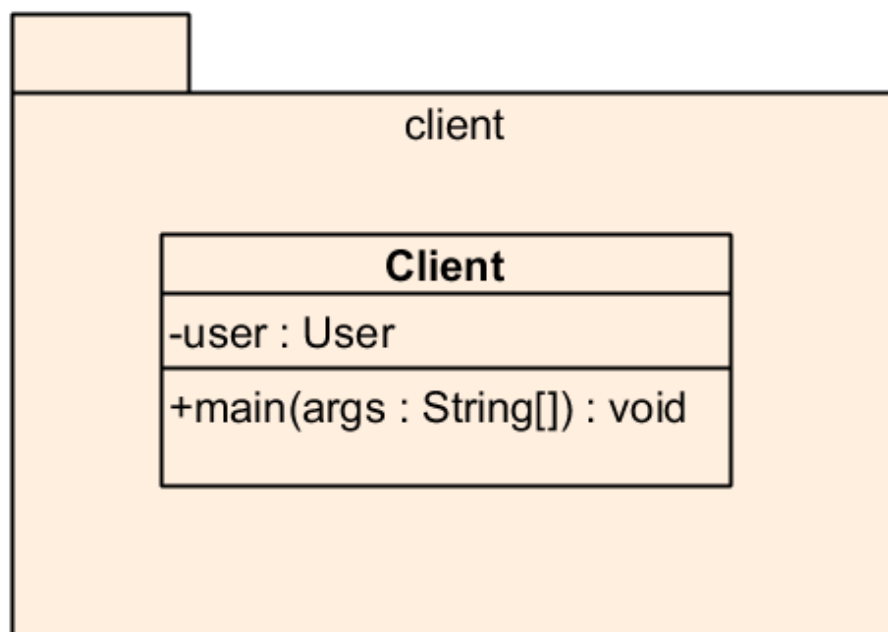 client
Client
-user : User
+main(args : String[]) : void